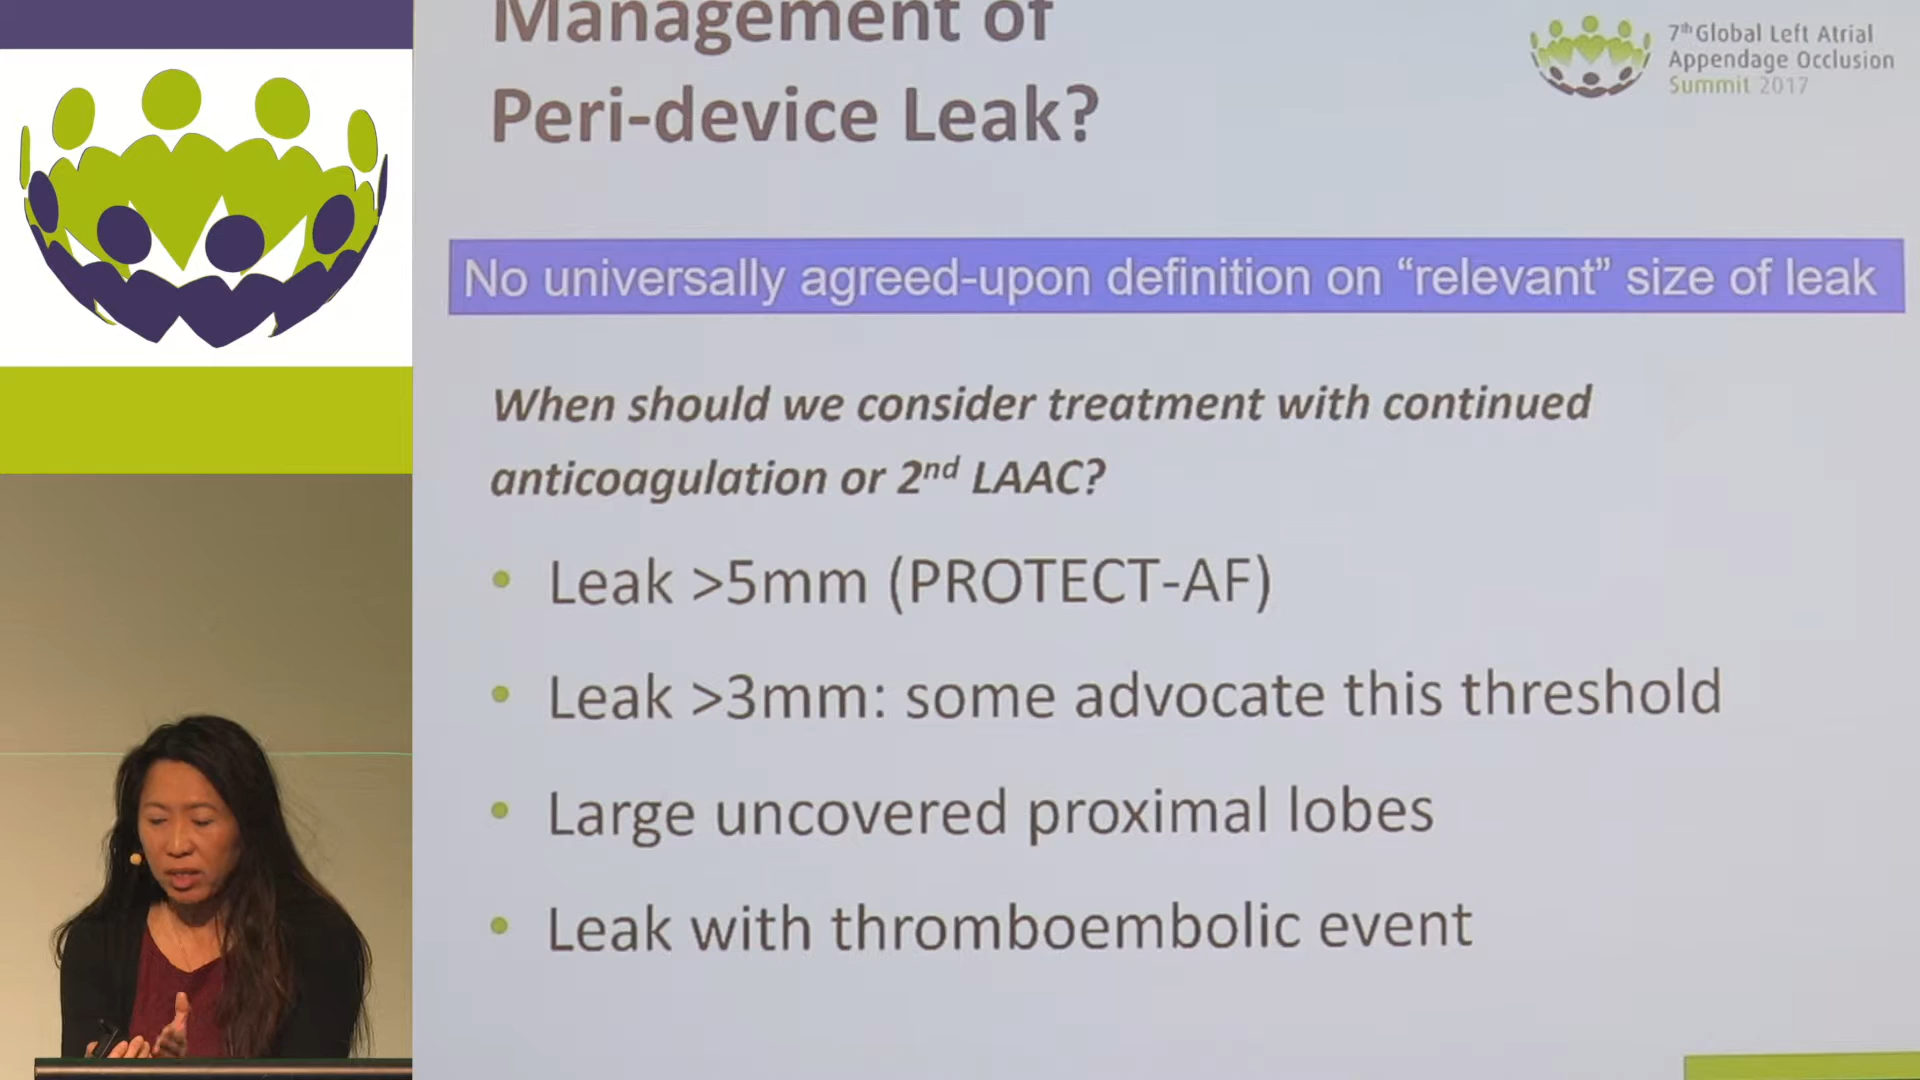 Management of
Peri-device Leak?
7th Global Left Atrial
Appendage Occlusion
Summit 2017
No universally agreed-upon definition on “relevant” size of leak
When should we consider treatment with continued
anticoagulation or 2nd LAAC?
• Leak >5mm (PROTECT-AF)
• Leak >3mm: some advocate this threshold
• Large uncovered proximal lobes
• Leak with thromboembolic event